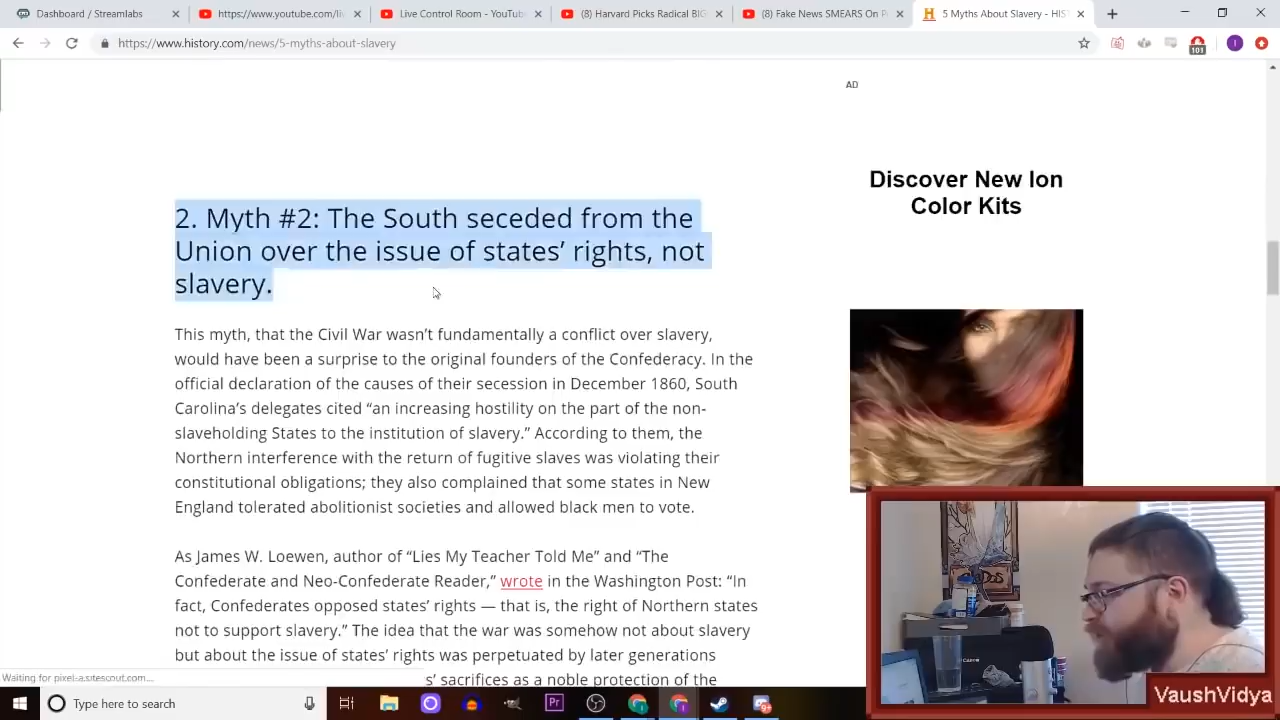 Dashboard / Streamlabs
https://www.youtube.com/li
Live Control Room - YouTube
(8) Harvard Picks Radical BIG
(8) Fake News SMEARS On P
5 Myths About Slavery - HIS
https://www.history.com/news/5-myths-about-slavery
101
AD
Discover New Ion
Color Kits
2. Myth #2: The South seceded from the
Union over the issue of states’ rights, not
slavery.
This myth, that the Civil War wasn’t fundamentally a conflict over slavery,
would have been a surprise to the original founders of the Confederacy. In the
official declaration of the causes of their secession in December 1860, South
Carolina’s delegates cited “an increasing hostility on the part of the non-
slaveholding States to the institution of slavery.” According to them, the
Northern interference with the return of fugitive slaves was violating their
constitutional obligations; they also complained that some states in New
England tolerated abolitionist societies and allowed black men to vote.
As James W. Loewen, author of “Lies My Teacher Told Me” and “The
Confederate and Neo-Confederate Reader,” wrote in the Washington Post: “In
fact, Confederates opposed states’ rights — that is, the right of Northern states
not to support slavery.” The idea that the war was somehow not about slavery
but about the issue of states’ rights was perpetuated by later generations
s’ sacrifices as a noble protection of the
Waiting for pixel-a.sitescout.com...
Type here to search
VaushVidya